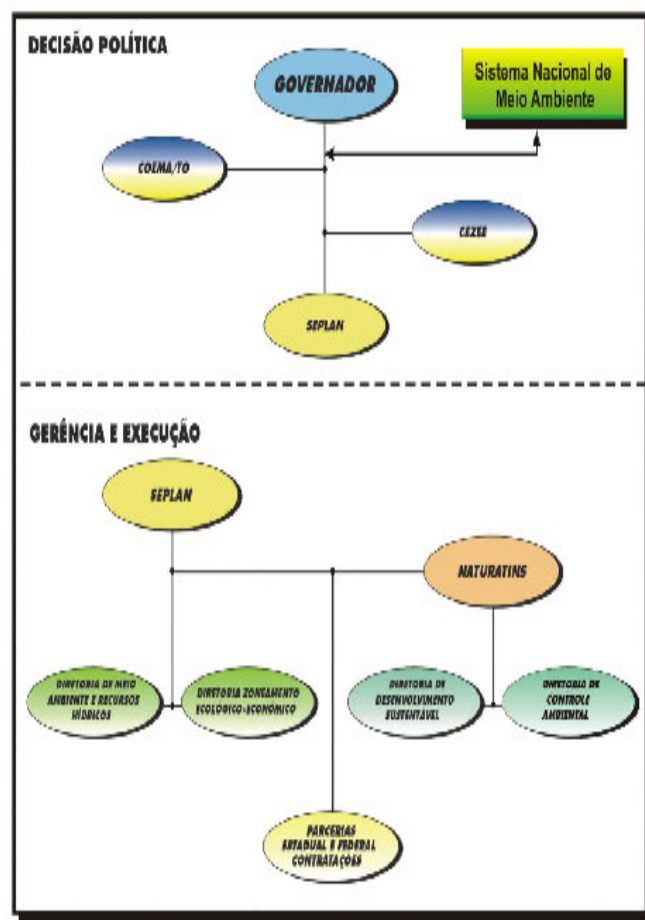 DECISÃO POLÍTICA
GOVERNADOR
Sistema Nacional de
Meio Ambiente
COEMA/TO
CEZEE
SEPLAN
GERÊNCIA E EXECUÇÃO
SEPLAN
NATURATINS
DIRETORIA DE MEIO
AMBIENTE E RECURSOS
HÍDRICOS
DIRETORIA ZONEAMENTO
ECOLÓGICO-ECONÔMICO
DIRETORIA DE
DESENVOLVIMENTO
SUSTENTÁVEL
DIRETORIA DE
CONTROLE
AMBIENTAL
PARCERIAS
ESTADUAL E FEDERAL
CONTRATAÇÕES